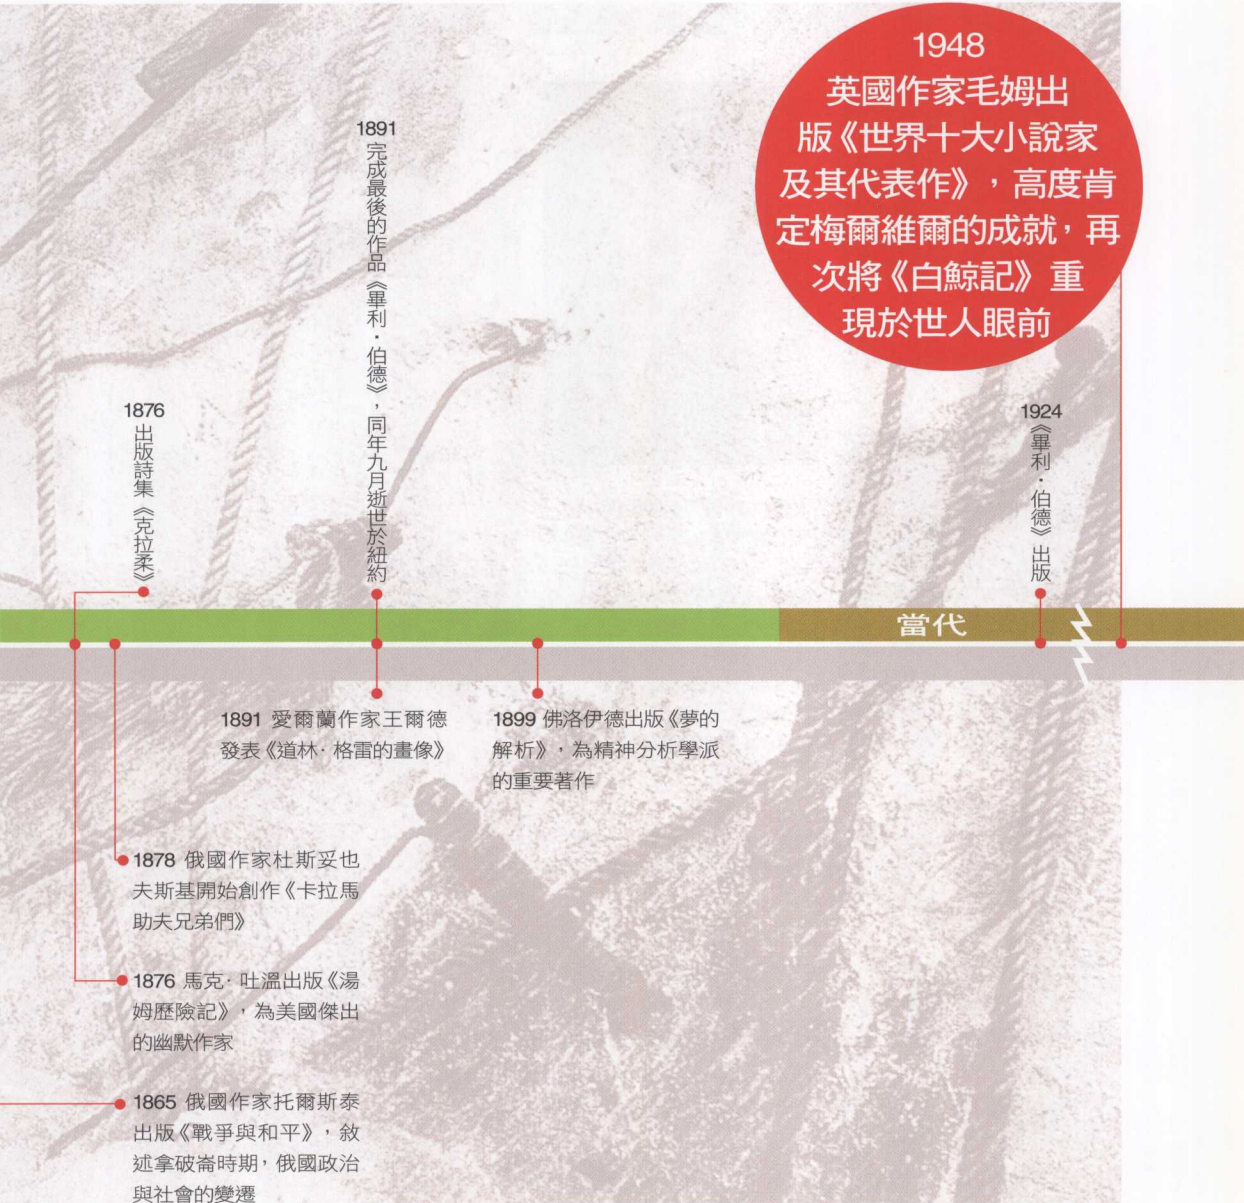 1948
英國作家毛姆出
版《世界十大小說家
及其代表作》，高度肯
定梅爾維爾的成就，再
次將《白鯨記》重
現於世人眼前
1876 出版詩集《克拉柔》
1891 完成最後的作品《畢利·伯德》，同年九月逝世於紐約
1924《畢利·伯德》出版
當代
1891 愛爾蘭作家王爾德
發表《道林·格雷的畫像》
1899 佛洛伊德出版《夢的
解析》，為精神分析學派
的重要著作
1878 俄國作家杜斯妥也
夫斯基開始創作《卡拉馬
助夫兄弟們》
1876 馬克·吐溫出版《湯
姆歷險記》，為美國傑出
的幽默作家
1865 俄國作家托爾斯泰
出版《戰爭與和平》，敘
述拿破崙時期，俄國政治
與社會的變遷